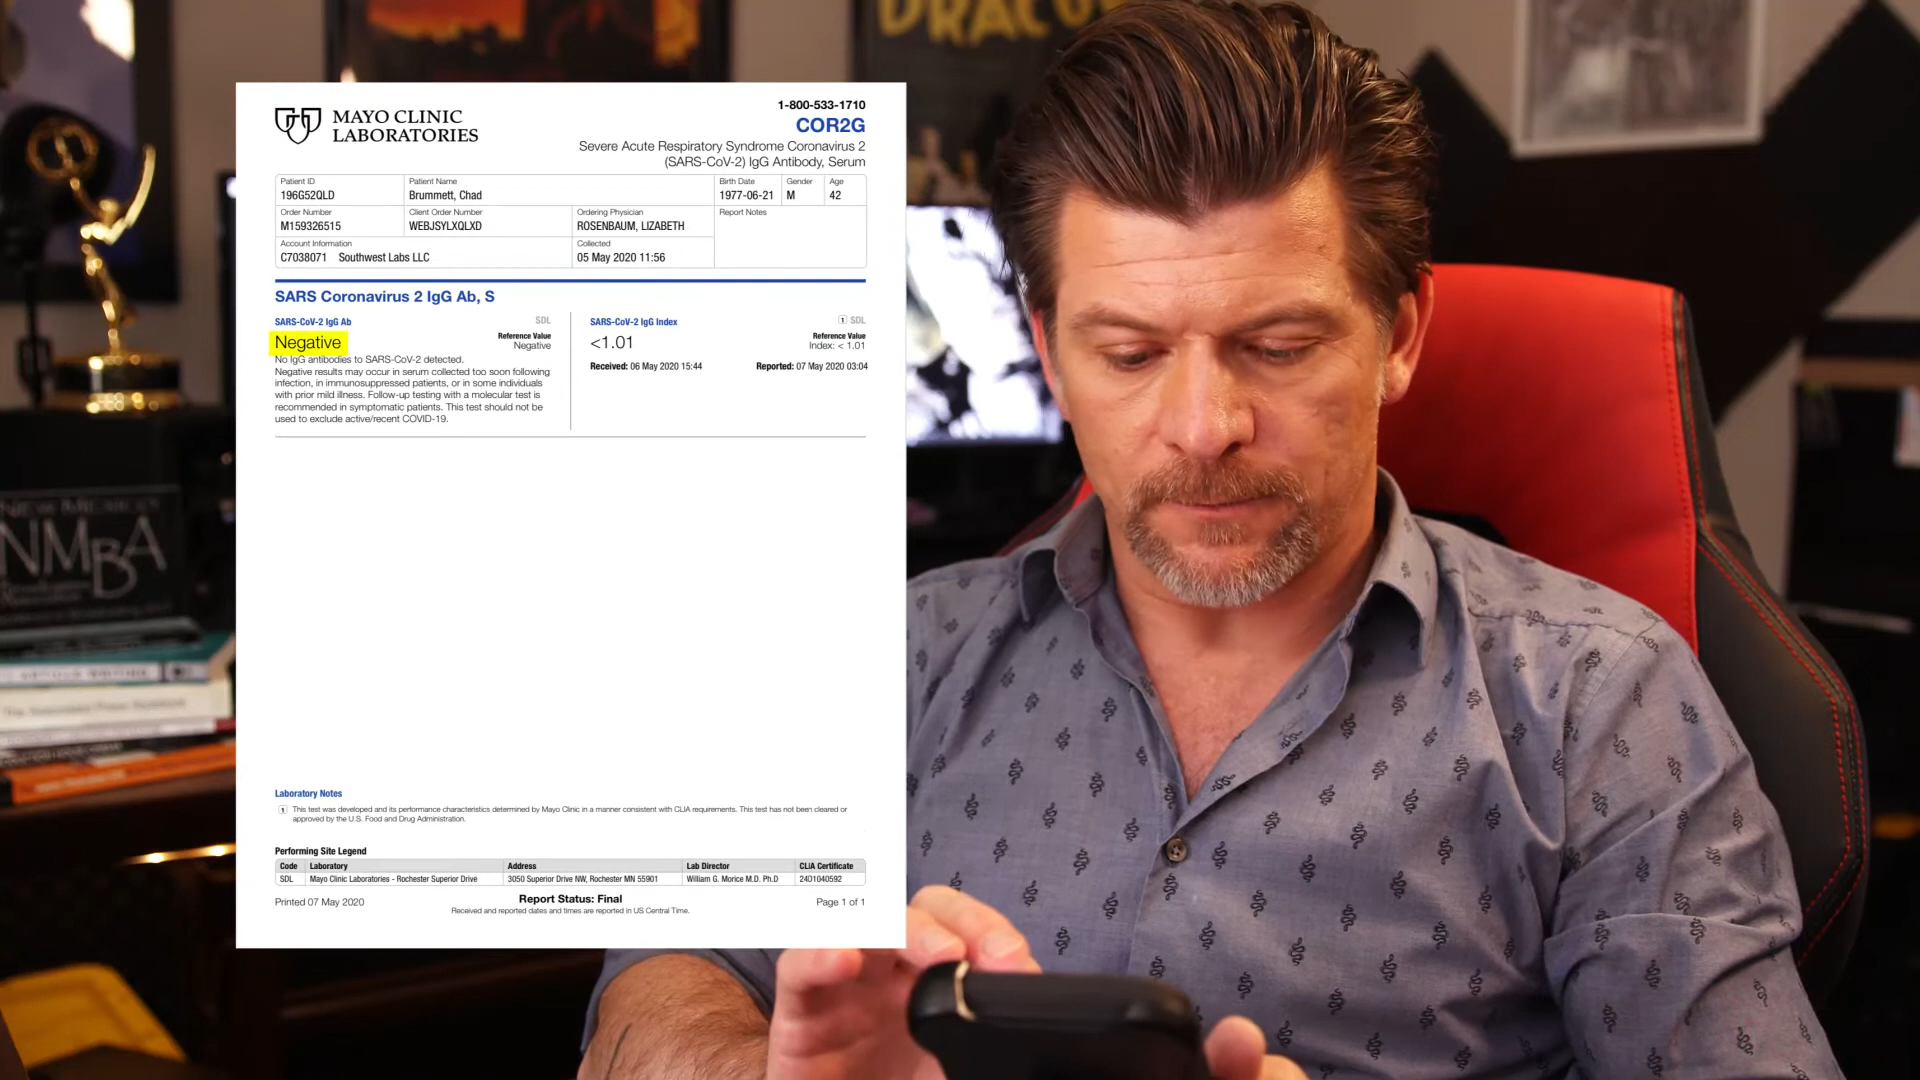 DRACU
NEW MEXICO
NMBA
MAYO CLINIC
LABORATORIES
1-800-533-1710
COR2G
Severe Acute Respiratory Syndrome Coronavirus 2
(SARS-CoV-2) IgG Antibody, Serum
Patient ID Patient Name Birth Date Gender Age
196G52QLD Brummett, Chad 1977-06-21 M 42
Order Number Client Order Number Ordering Physician Report Notes
M159326515 WEBJSYLXQLXD ROSENBAUM, LIZABETH
Account Information Collected
C7038071 Southwest Labs LLC 05 May 2020 11:56
SARS Coronavirus 2 IgG Ab, S
SARS-CoV-2 IgG Ab SDL
Negative
Reference Value
Negative
No IgG antibodies to SARS-CoV-2 detected.
Negative results may occur in serum collected too soon following
infection, in immunosuppressed patients, or in some individuals
with prior mild illness. Follow-up testing with a molecular test is
recommended in symptomatic patients. This test should not be
used to exclude active/recent COVID-19.
SARS-CoV-2 IgG Index 1 SDL
<1.01
Reference Value
Index: < 1.01
Received: 06 May 2020 15:44 Reported: 07 May 2020 03:04
Laboratory Notes
1 This test was developed and its performance characteristics determined by Mayo Clinic in a manner consistent with CLIA requirements. This test has not been cleared or
approved by the U.S. Food and Drug Administration.
Performing Site Legend
Code Laboratory Address Lab Director CLIA Certificate
SDL Mayo Clinic Laboratories - Rochester Superior Drive 3050 Superior Drive NW, Rochester MN 55901 William G. Morice M.D. Ph.D 24D1040592
Printed 07 May 2020 Report Status: Final Page 1 of 1
Received and reported dates and times are reported in US Central Time.